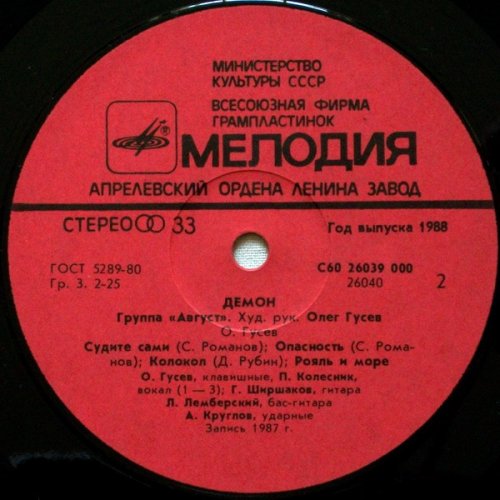 МИНИСТЕРСТВО
КУЛЬТУРЫ СССР
ВСЕСОЮЗНАЯ ФИРМА
ГРАМПЛАСТИНОК
МЕЛОДИЯ
АПРЕЛЕВСКИЙ ОРДЕНА ЛЕНИНА ЗАВОД
СТЕРЕО 33
Год выпуска 1988
ГОСТ 5289-80
Гр. 3. 2-25
С60 26039 000
26040
2
ДЕМОН
Группа «Август». Худ. рук. Олег Гусев
О. Гусев
Судите сами (С. Романов); Опасность (С. Рома-
нов); Колокол (Д. Рубин); Рояль и море
О. Гусев, клавишные, П. Колесник,
вокал (1—3); Г. Ширшаков, гитара
Л. Лемберский, бас-гитара
А. Круглов, ударные
Запись 1987 г.